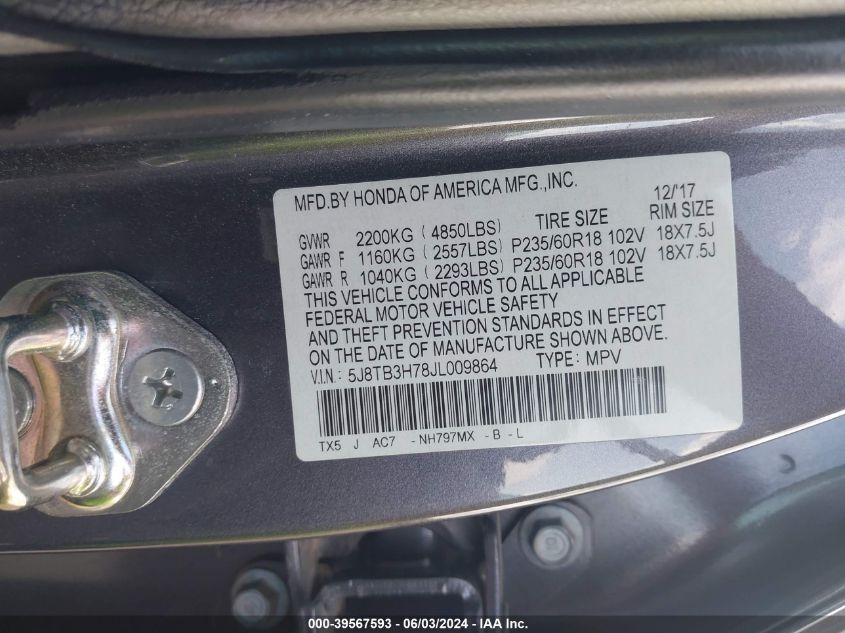 MFD.BY HONDA OF AMERICA MFG.,INC. 12/'17
TIRE SIZE RIM SIZE
GVWR 2200KG ( 4850LBS)
GAWR F 1160KG ( 2557LBS) P235/60R18 102V 18X7.5J
GAWR R 1040KG ( 2293LBS) P235/60R18 102V 18X7.5J
THIS VEHICLE CONFORMS TO ALL APPLICABLE
FEDERAL MOTOR VEHICLE SAFETY
AND THEFT PREVENTION STANDARDS IN EFFECT
ON THE DATE OF MANUFACTURE SHOWN ABOVE.
V.I.N: 5J8TB3H78JL009864 TYPE: MPV
TX5 J AC7 -NH797MX -B -L
000-39567593 - 06/03/2024 - IAA Inc.